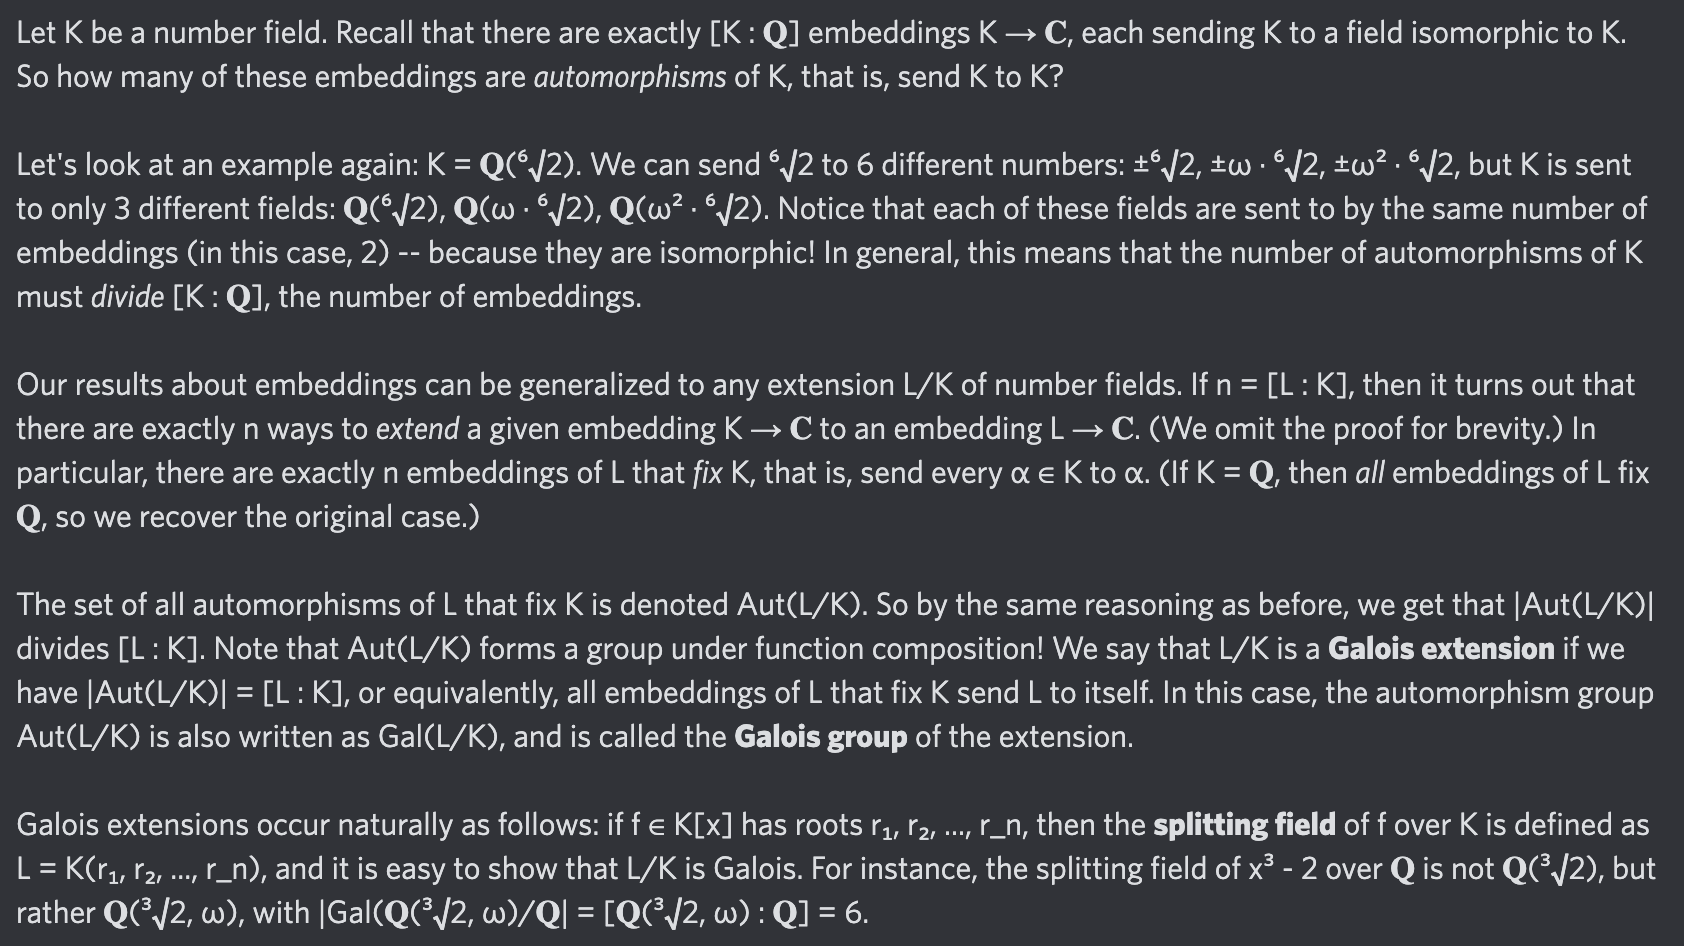 Let K be a number field. Recall that there are exactly [K : Q] embeddings K → C, each sending K to a field isomorphic to K.
So how many of these embeddings are automorphisms of K, that is, send K to K?
Let's look at an example again: K = Q(⁶√2). We can send ⁶√2 to 6 different numbers: ±⁶√2, ±ω · ⁶√2, ±ω² · ⁶√2, but K is sent
to only 3 different fields: Q(⁶√2), Q(ω · ⁶√2), Q(ω² · ⁶√2). Notice that each of these fields are sent to by the same number of
embeddings (in this case, 2) -- because they are isomorphic! In general, this means that the number of automorphisms of K
must divide [K : Q], the number of embeddings.
Our results about embeddings can be generalized to any extension L/K of number fields. If n = [L : K], then it turns out that
there are exactly n ways to extend a given embedding K → C to an embedding L → C. (We omit the proof for brevity.) In
particular, there are exactly n embeddings of L that fix K, that is, send every α ∈ K to α. (If K = Q, then all embeddings of L fix
Q, so we recover the original case.)
The set of all automorphisms of L that fix K is denoted Aut(L/K). So by the same reasoning as before, we get that |Aut(L/K)|
divides [L : K]. Note that Aut(L/K) forms a group under function composition! We say that L/K is a Galois extension if we
have |Aut(L/K)| = [L : K], or equivalently, all embeddings of L that fix K send L to itself. In this case, the automorphism group
Aut(L/K) is also written as Gal(L/K), and is called the Galois group of the extension.
Galois extensions occur naturally as follows: if f ∈ K[x] has roots r₁, r₂, ..., r_n, then the splitting field of f over K is defined as
L = K(r₁, r₂, ..., r_n), and it is easy to show that L/K is Galois. For instance, the splitting field of x³ - 2 over Q is not Q(³√2), but
rather Q(³√2, ω), with |Gal(Q(³√2, ω)/Q| = [Q(³√2, ω) : Q] = 6.